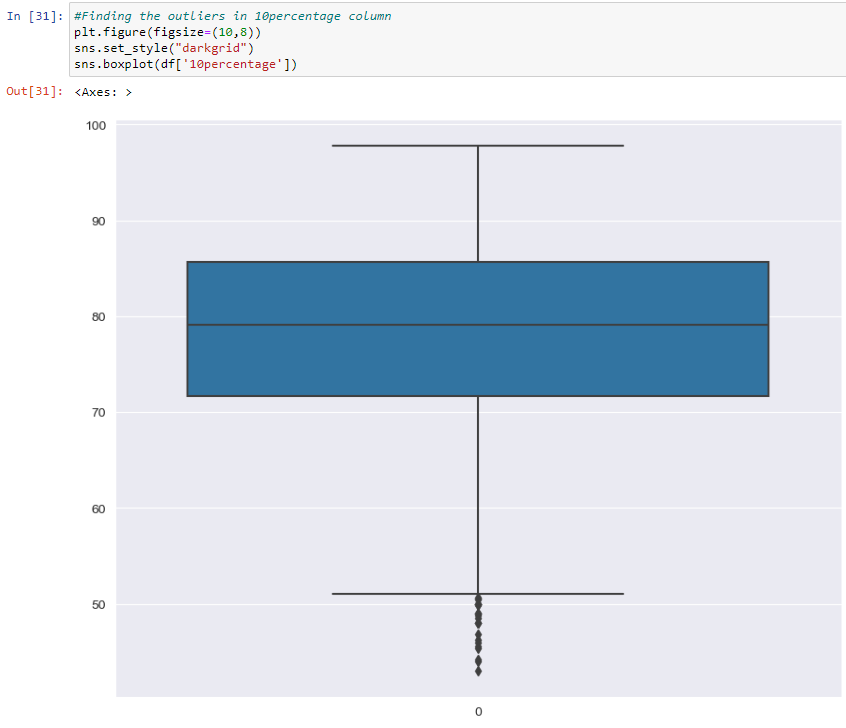 In [31]: #Finding the outliers in 10percentage column
plt.figure(figsize=(10,8))
sns.set_style("darkgrid")
sns.boxplot(df['10percentage'])
Out[31]: <Axes: >
100
90
80
70
60
50
0